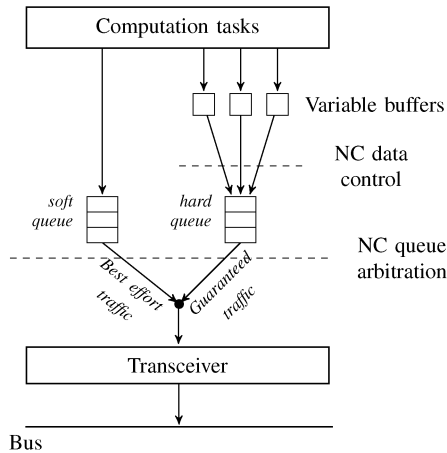 Computation tasks
Variable buffers
NC data
control
soft
queue
hard
queue
NC queue
arbitration
Best effort
traffic
Guaranteed
traffic
Transceiver
Bus